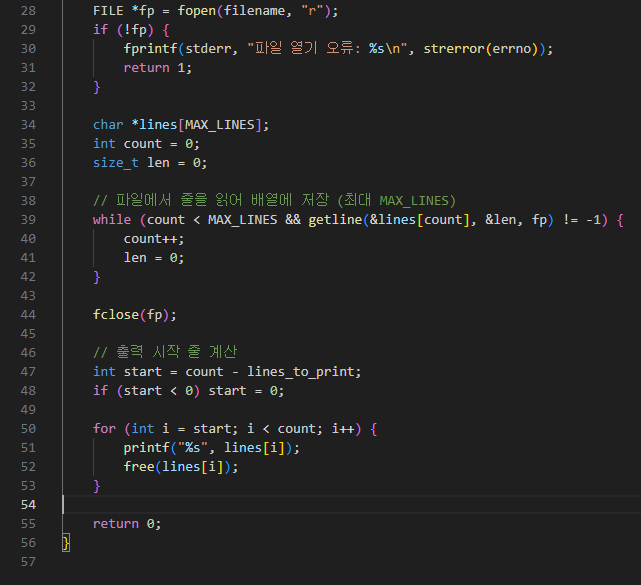 28 FILE *fp = fopen(filename, "r");
29 if (!fp) {
30 fprintf(stderr, "파일 열기 오류: %s\n", strerror(errno));
31 return 1;
32 }
33
34 char *lines[MAX_LINES];
35 int count = 0;
36 size_t len = 0;
37
38 // 파일에서 줄을 읽어 배열에 저장 (최대 MAX_LINES)
39 while (count < MAX_LINES && getline(&lines[count], &len, fp) != -1) {
40 count++;
41 len = 0;
42 }
43
44 fclose(fp);
45
46 // 출력 시작 줄 계산
47 int start = count - lines_to_print;
48 if (start < 0) start = 0;
49
50 for (int i = start; i < count; i++) {
51 printf("%s", lines[i]);
52 free(lines[i]);
53 }
54
55 return 0;
56 }
57